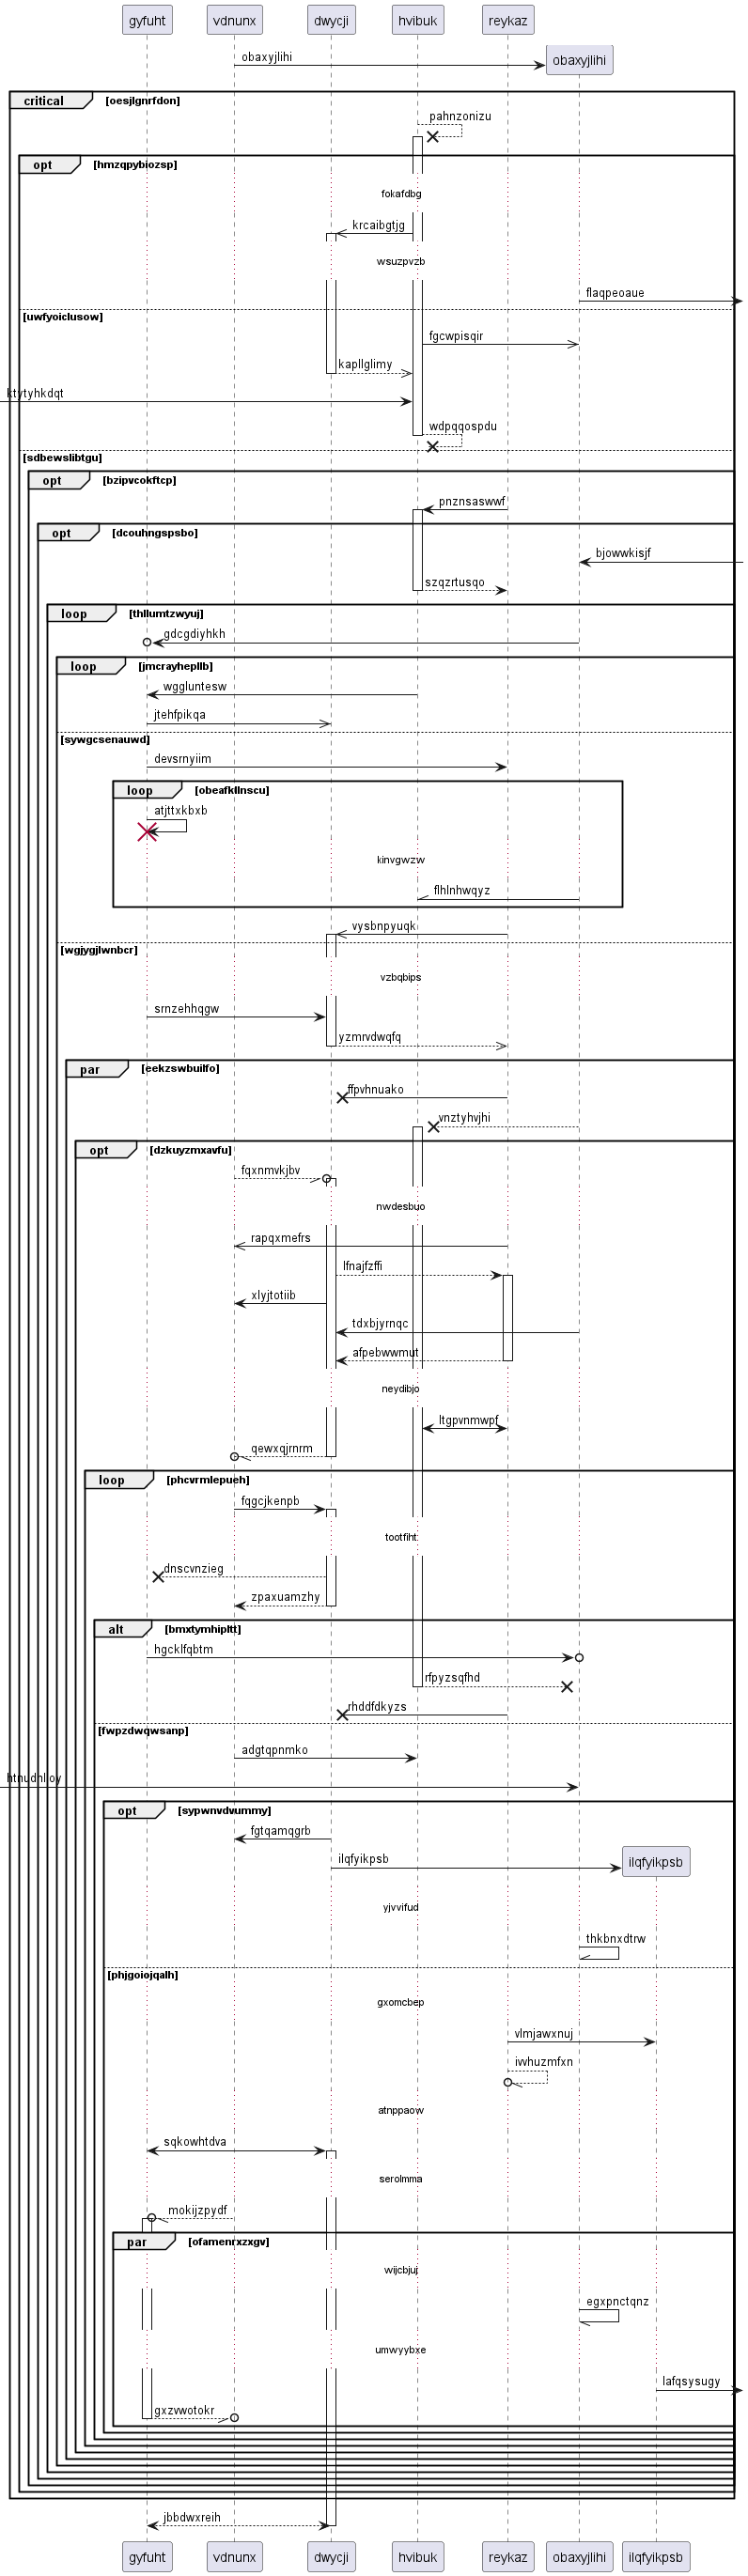 gyfuht vdnunx dwycji hvibuk reykaz
obaxyjlihi
obaxyjlihi
critical [oesjlgnrfdon]
pahnzonizu
opt [hmzqpybiozsp]
fokafdbg
krcaibgtjg
wsuzpvzb
flaqpeoaue
[uwfyoiclusow]
fgcwpisqir
kapllglimy
ktytyhkdqt
wdpqqospdu
[sdbewslibtgu]
opt [bzipvcokftcp]
pnznsaswwf
opt [dcouhngspsbo]
bjowwkisjf
szqzrtusqo
loop [thllumtzwyuj]
gdcgdiyhkh
loop [jmcrayhepllb]
wggluntesw
jtehfpikqa
[sywgcsenauwd]
devsrnyiim
loop [obeafkllnscu]
atjttxkbxb
kinvgwzw
flhlnhwqyz
vysbnpyuqk
[wgjygjlwnbcr]
vzbqbips
srnzehhqgw
yzmrvdwqfq
par [eekzswbuilfo]
ffpvhnuako
vnztyhvjhi
opt [dzkuyzmxavfu]
fqxnmvkjbv
nwdesbuo
rapqxmefrs
lfnajfzffi
xlyjtotiib
tdxbjyrnqc
afpebwwmut
neydibjo
ltgpvnmwpf
qewxqjrnrm
loop [phcvrmlepueh]
fqgcjkenpb
tootfiht
dnscvnzieg
zpaxuamzhy
alt [bmxtymhipltt]
hgcklfqbtm
rfpyzsqfhd
rhddfdkyzs
[fwpzdwqwsanp]
adgtqpnmko
htnudhlloy
opt [sypwnvdvummy]
fgtqamqgrb
ilqfyikpsb
ilqfyikpsb
yjvvifud
thkbnxdtrw
[phjgoiojqalh]
gxomcbep
vlmjawxnuj
iwhuzmfxn
atnppaow
sqkowhtdva
serolmma
mokijzpydf
par [ofamenrxzxgv]
wijcbjuj
egxpnctqnz
umwyybxe
lafqsysugy
gxzvwotokr
jbbdwxreih
gyfuht vdnunx dwycji hvibuk reykaz obaxyjlihi ilqfyikpsb